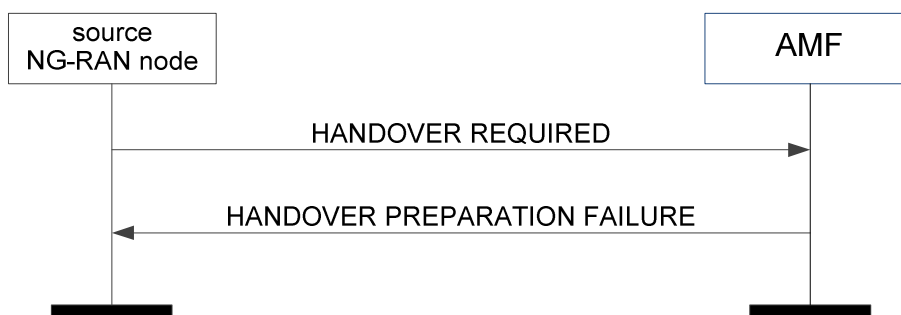 source
NG-RAN node
AMF
HANDOVER REQUIRED
HANDOVER PREPARATION FAILURE